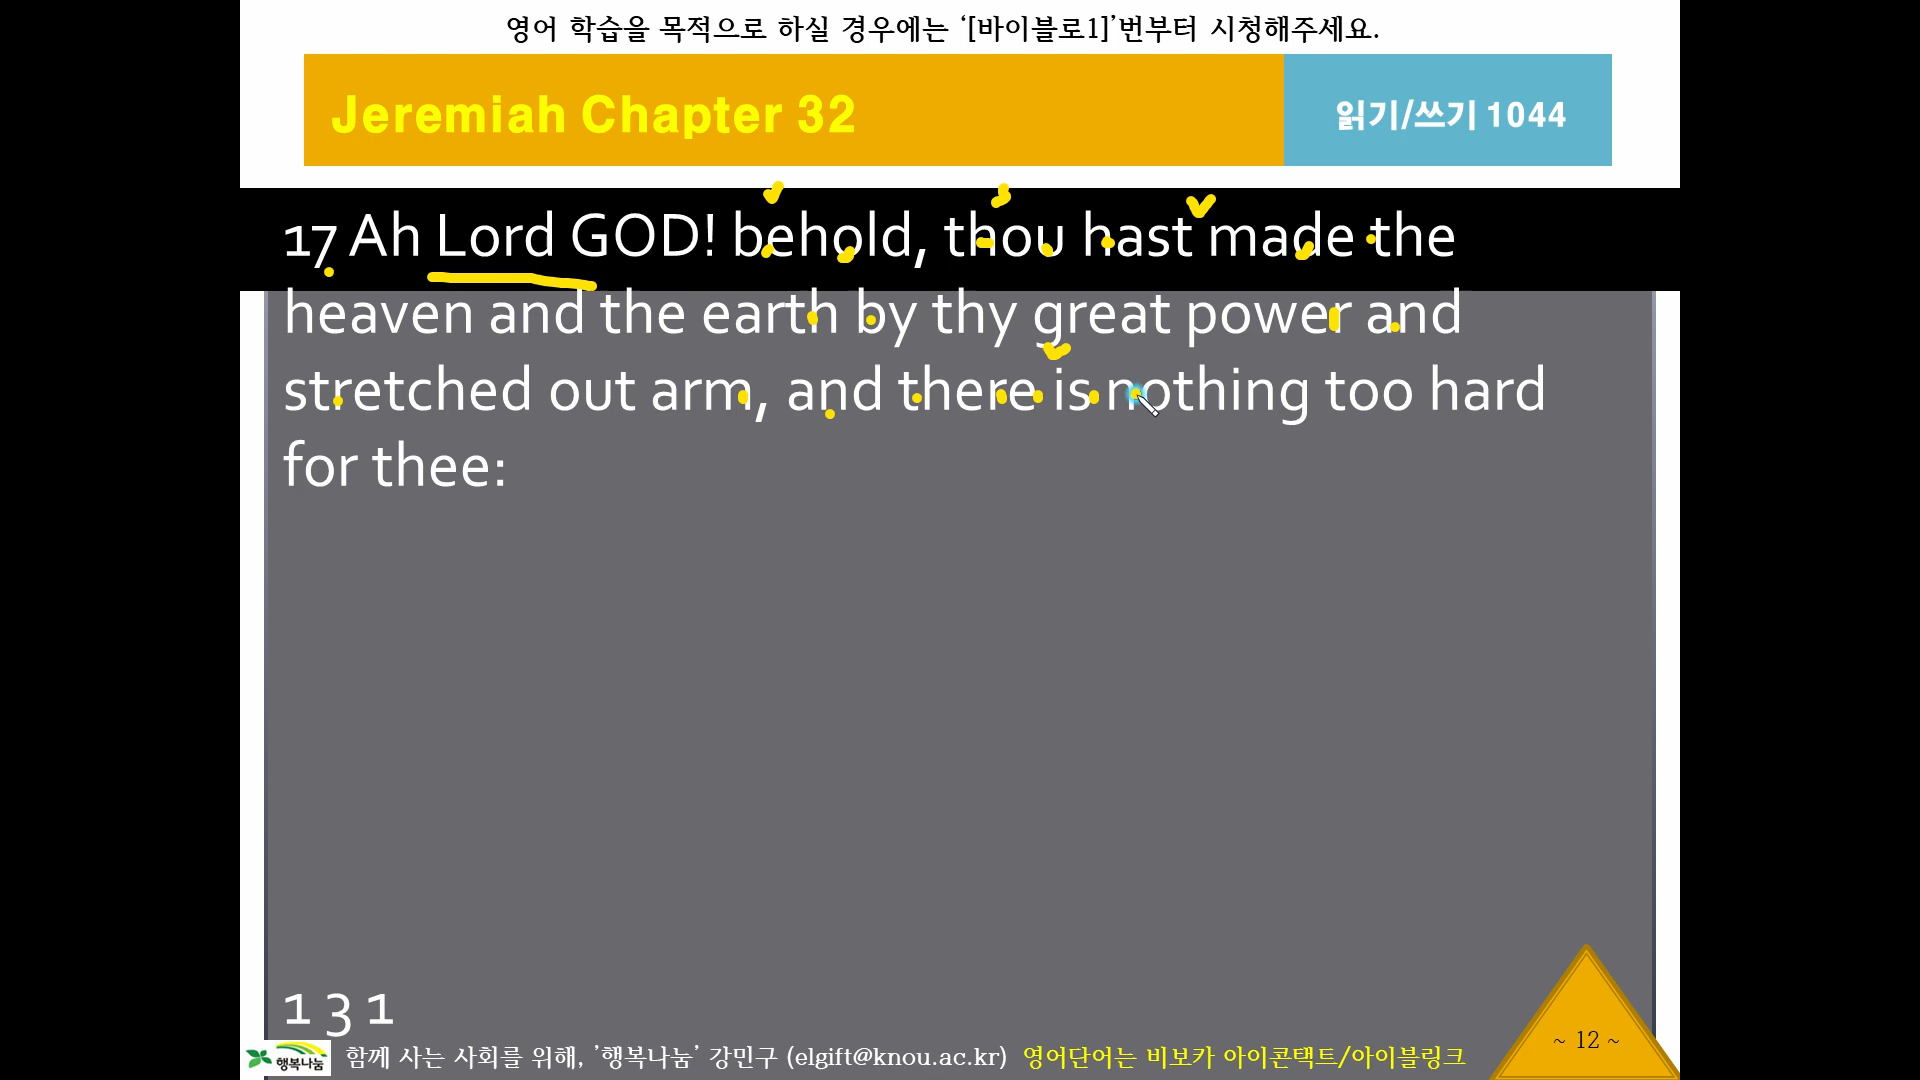 영어 학습을 목적으로 하실 경우에는 ‘[바이블로1]’번부터 시청해주세요.
Jeremiah Chapter 32
읽기/쓰기 1044
17 Ah Lord GOD! behold, thou hast made the
heaven and the earth by thy great power and
stretched out arm, and there is nothing too hard
for thee:
1 3 1
~ 12 ~
행복나눔 함께 사는 사회를 위해, ’행복나눔’ 강민구 (elgift@knou.ac.kr) 영어단어는 비보카 아이콘택트/아이블링크